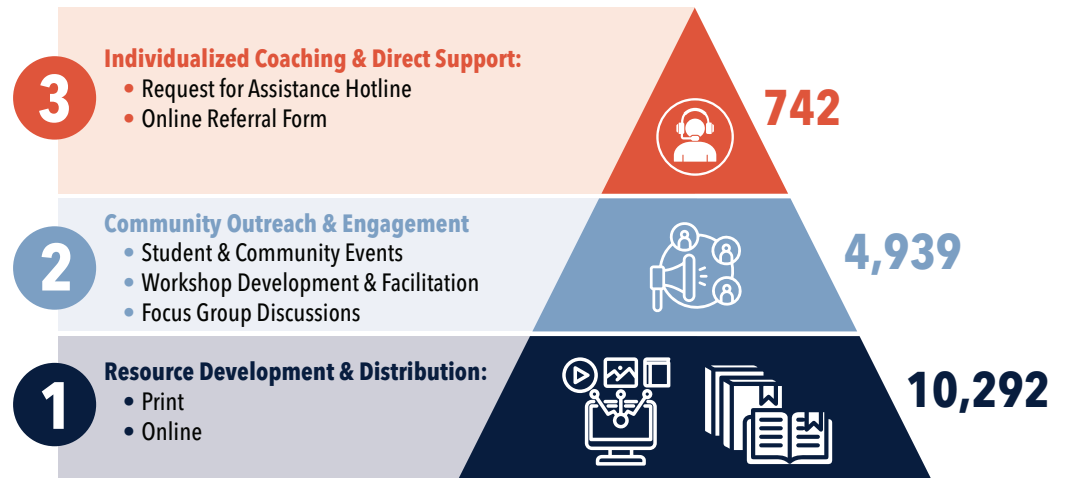 3
Individualized Coaching & Direct Support:
• Request for Assistance Hotline
• Online Referral Form
742
2
Community Outreach & Engagement
• Student & Community Events
• Workshop Development & Facilitation
• Focus Group Discussions
4,939
1
Resource Development & Distribution:
• Print
• Online
10,292